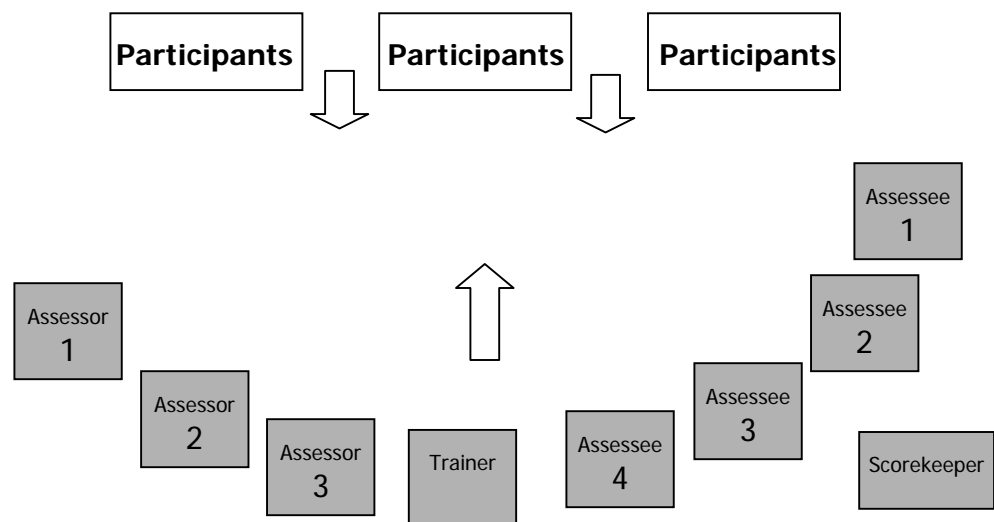 Participants Participants Participants
Assessee
1
Assessor
1
Assessee
2
Assessor
2
Assessee
3
Assessor
3
Trainer
Assessee
4
Scorekeeper